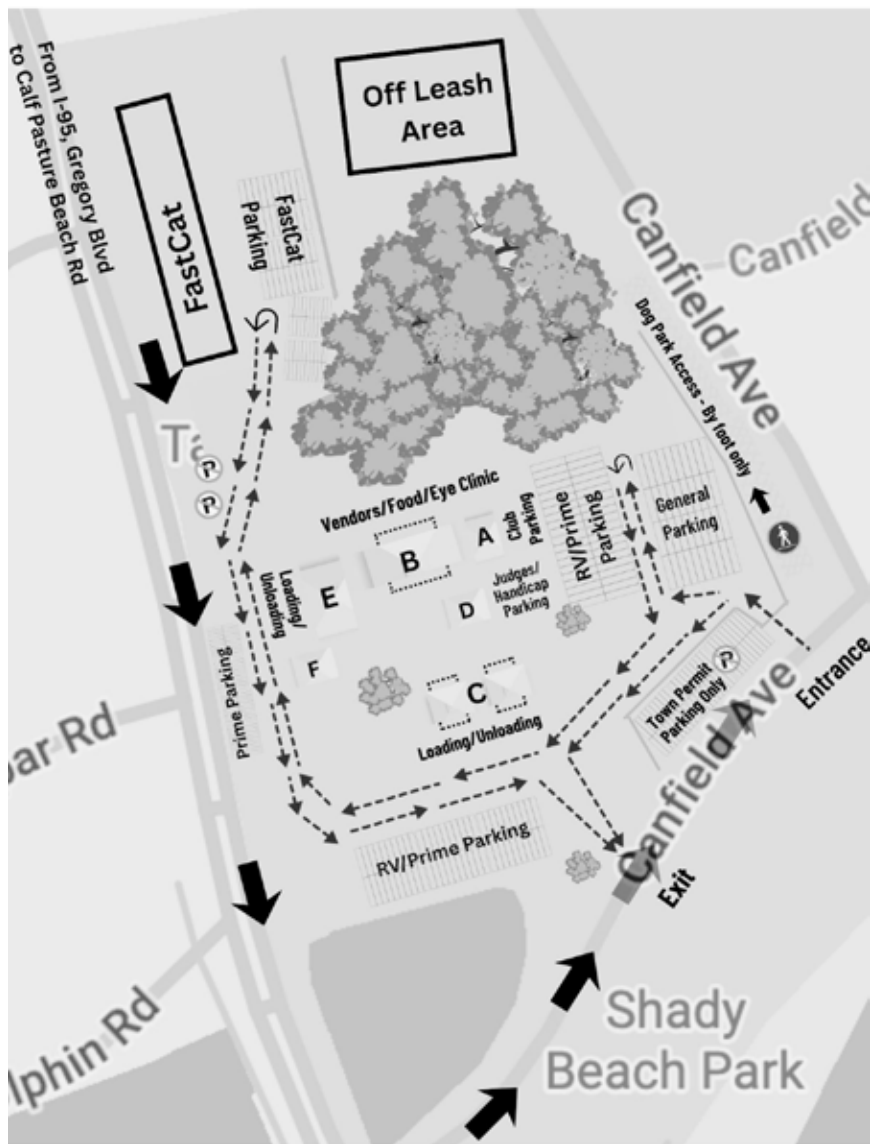 From I-95, Gregory Blvd
to Calf Pasture Beach Rd
FastCat
FastCat
Parking
Off Leash
Area
Canfield Ave
Canfield
Dog Park Access - By foot only
P
P
Vendors/Food/Eye Clinic
A
Club
Parking
B
RV/Prime
Parking
General
Parking
E
Loading/
Unloading
D
Judges/
Handicap
Parking
F
C
Loading/Unloading
Prime Parking
P
Town Permit
Parking Only
Entrance
Canfield Ave
Exit
RV/Prime Parking
Rd
Rd
Shady
Beach Park